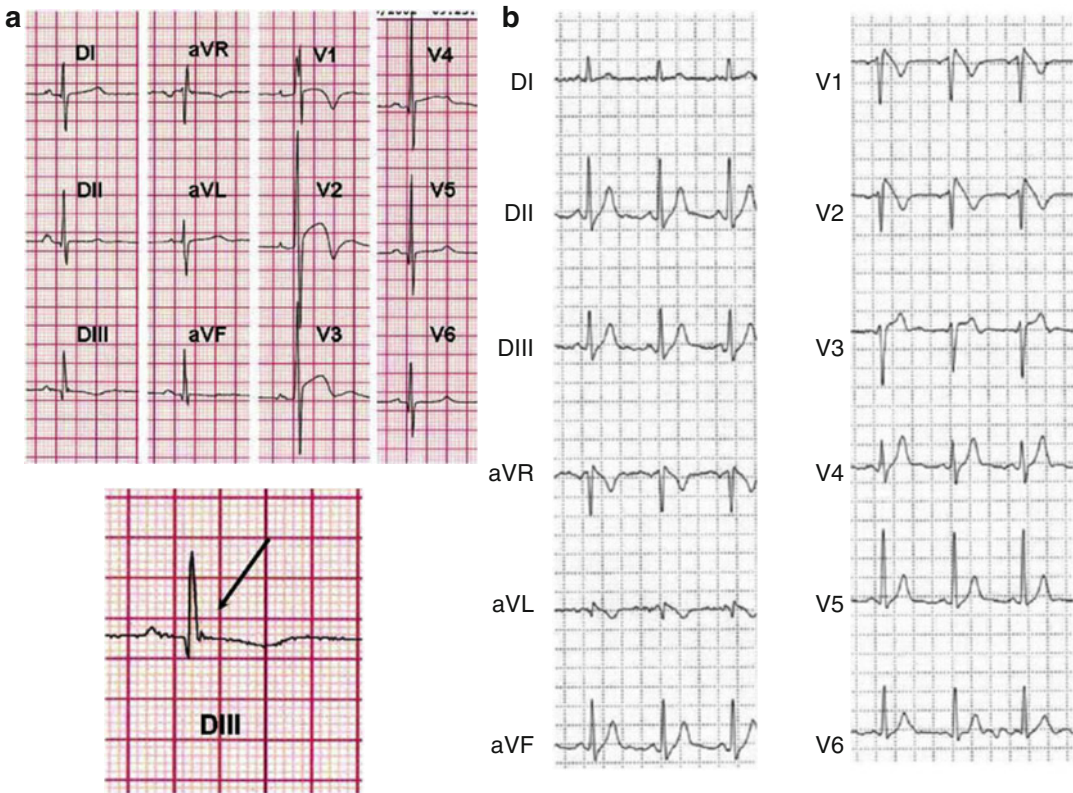 a
DI aVR V1 V4
DII aVL V2 V5
DIII aVF V3 V6
DIII
b
DI V1
DII V2
DIII V3
aVR V4
aVL V5
aVF V6